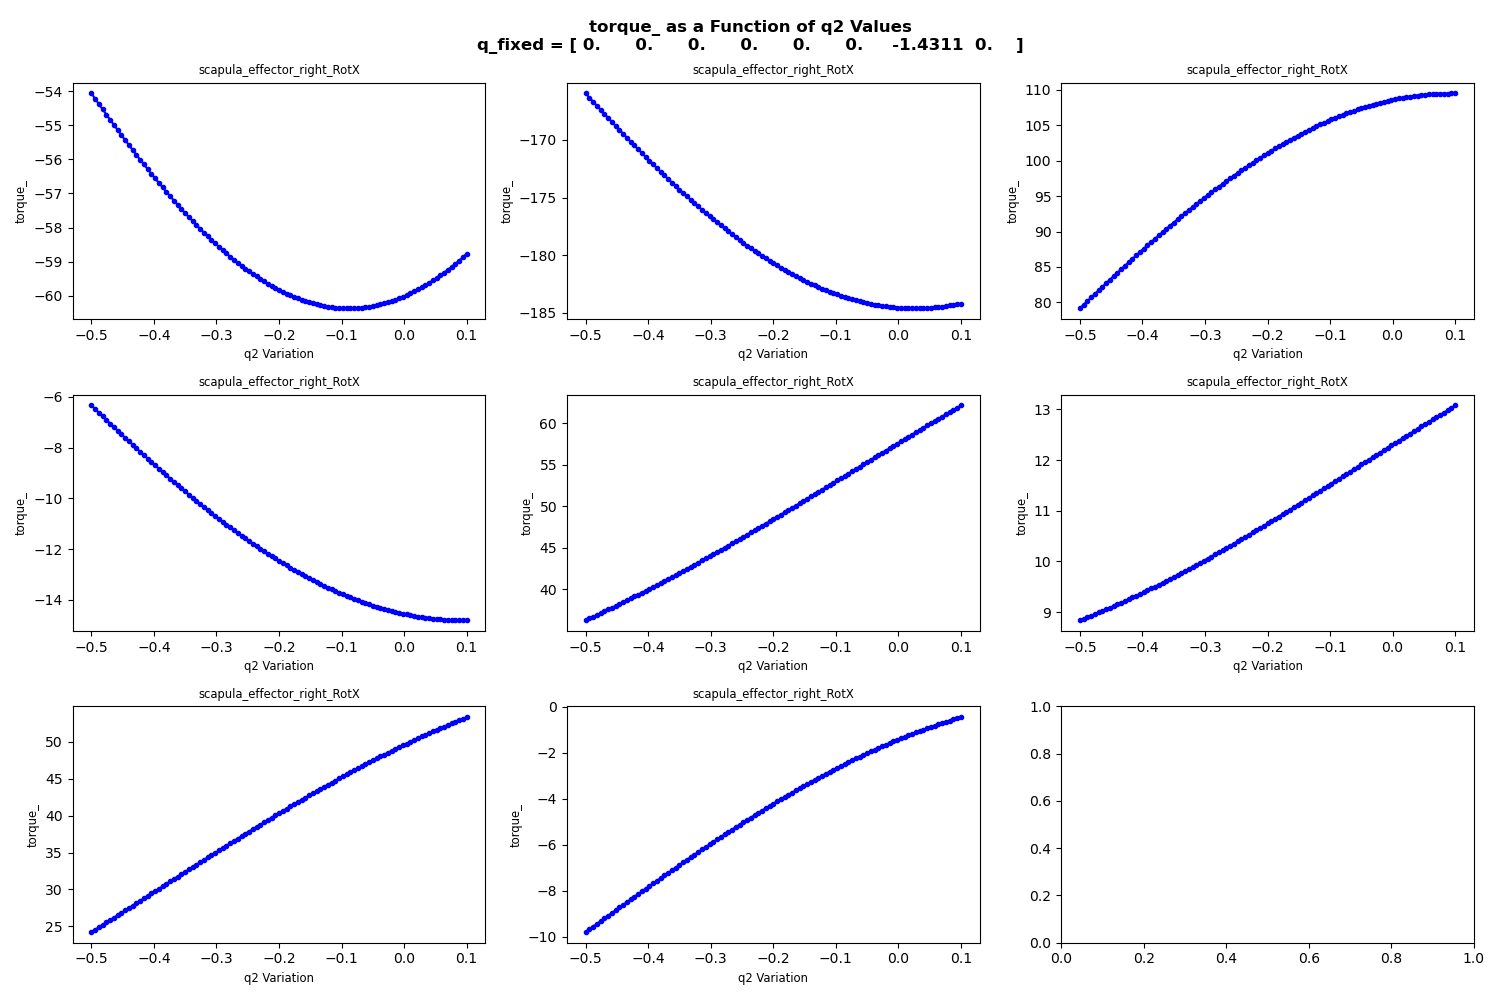 torque_ as a Function of q2 Values
q_fixed = [ 0. 0. 0. 0. 0. 0. -1.4311 0. ]
scapula_effector_right_RotX
−54
−55
−56
−57
−58
−59
−60
torque_
−0.5 −0.4 −0.3 −0.2 −0.1 0.0 0.1
q2 Variation
scapula_effector_right_RotX
−170
−175
−180
−185
torque_
−0.5 −0.4 −0.3 −0.2 −0.1 0.0 0.1
q2 Variation
scapula_effector_right_RotX
110
105
100
95
90
85
80
torque_
−0.5 −0.4 −0.3 −0.2 −0.1 0.0 0.1
q2 Variation
scapula_effector_right_RotX
−6
−8
−10
−12
−14
torque_
−0.5 −0.4 −0.3 −0.2 −0.1 0.0 0.1
q2 Variation
scapula_effector_right_RotX
60
55
50
45
40
torque_
−0.5 −0.4 −0.3 −0.2 −0.1 0.0 0.1
q2 Variation
scapula_effector_right_RotX
13
12
11
10
9
torque_
−0.5 −0.4 −0.3 −0.2 −0.1 0.0 0.1
q2 Variation
scapula_effector_right_RotX
50
45
40
35
30
25
torque_
−0.5 −0.4 −0.3 −0.2 −0.1 0.0 0.1
q2 Variation
scapula_effector_right_RotX
0
−2
−4
−6
−8
−10
torque_
−0.5 −0.4 −0.3 −0.2 −0.1 0.0 0.1
q2 Variation
1.0
0.8
0.6
0.4
0.2
0.0
0.0 0.2 0.4 0.6 0.8 1.0